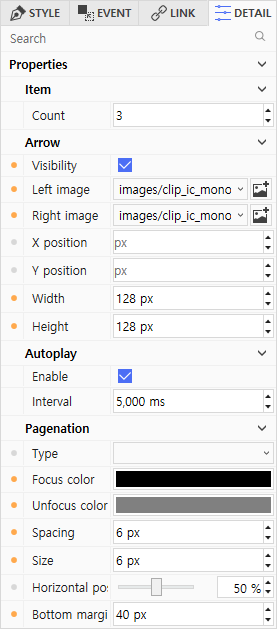 STYLE EVENT LINK DETAIL
Search
Properties
Item
Count 3
Arrow
Visibility
Left image images/clip_ic_mono
Right image images/clip_ic_mono
X position px
Y position px
Width 128 px
Height 128 px
Autoplay
Enable
Interval 5,000 ms
Pagenation
Type
Focus color
Unfocus color
Spacing 6 px
Size 6 px
Horizontal po 50 %
Bottom margi 40 px